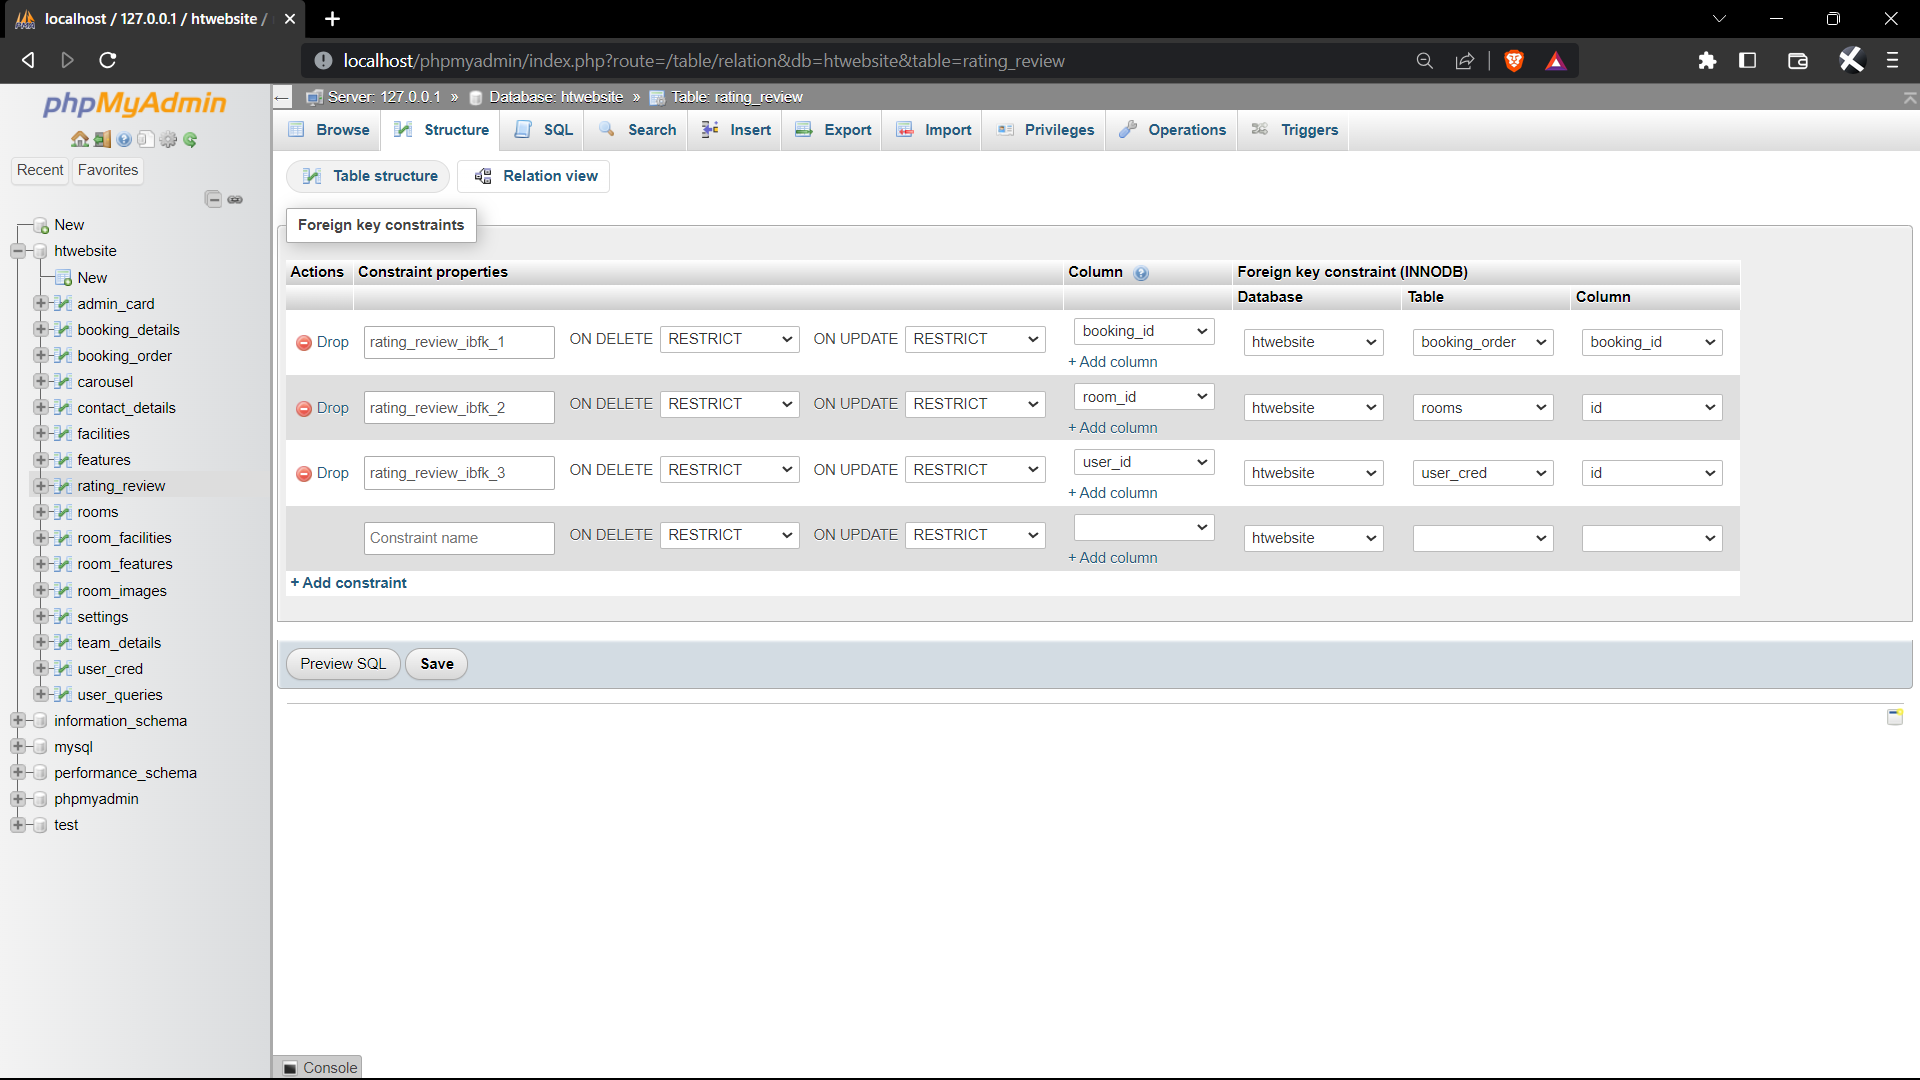 localhost / 127.0.0.1 / htwebsite /
localhost/phpmyadmin/index.php?route=/table/relation&db=htwebsite&table=rating_review
phpMyAdmin
Recent Favorites
New
htwebsite
New
admin_card
booking_details
booking_order
carousel
contact_details
facilities
features
rating_review
rooms
room_facilities
room_features
room_images
settings
team_details
user_cred
user_queries
information_schema
mysql
performance_schema
phpmyadmin
test
Server: 127.0.0.1 » Database: htwebsite » Table: rating_review
Browse Structure SQL Search Insert Export Import Privileges Operations Triggers
Table structure Relation view
Foreign key constraints
Actions Constraint properties Column Foreign key constraint (INNODB)
Database Table Column
Drop rating_review_ibfk_1 ON DELETE RESTRICT ON UPDATE RESTRICT booking_id htwebsite booking_order booking_id
+ Add column
Drop rating_review_ibfk_2 ON DELETE RESTRICT ON UPDATE RESTRICT room_id htwebsite rooms id
+ Add column
Drop rating_review_ibfk_3 ON DELETE RESTRICT ON UPDATE RESTRICT user_id htwebsite user_cred id
+ Add column
Constraint name ON DELETE RESTRICT ON UPDATE RESTRICT htwebsite
+ Add column
+ Add constraint
Preview SQL Save
Console